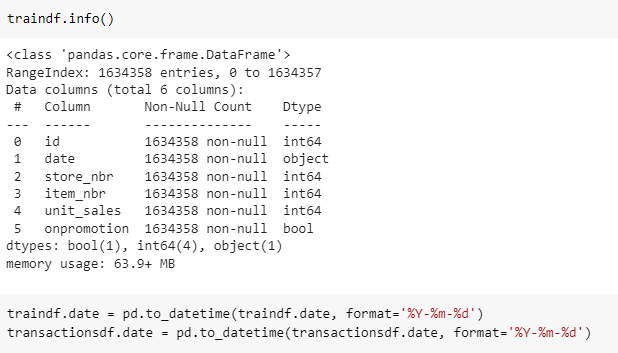 traindf.info()
<class 'pandas.core.frame.DataFrame'>
RangeIndex: 1634358 entries, 0 to 1634357
Data columns (total 6 columns):
 #   Column       Non-Null Count    Dtype
---  ------       --------------    -----
 0   id           1634358 non-null  int64
 1   date         1634358 non-null  object
 2   store_nbr    1634358 non-null  int64
 3   item_nbr     1634358 non-null  int64
 4   unit_sales   1634358 non-null  int64
 5   onpromotion  1634358 non-null  bool
dtypes: bool(1), int64(4), object(1)
memory usage: 63.9+ MB
traindf.date = pd.to_datetime(traindf.date, format='%Y-%m-%d')
transactionsdf.date = pd.to_datetime(transactionsdf.date, format='%Y-%m-%d')